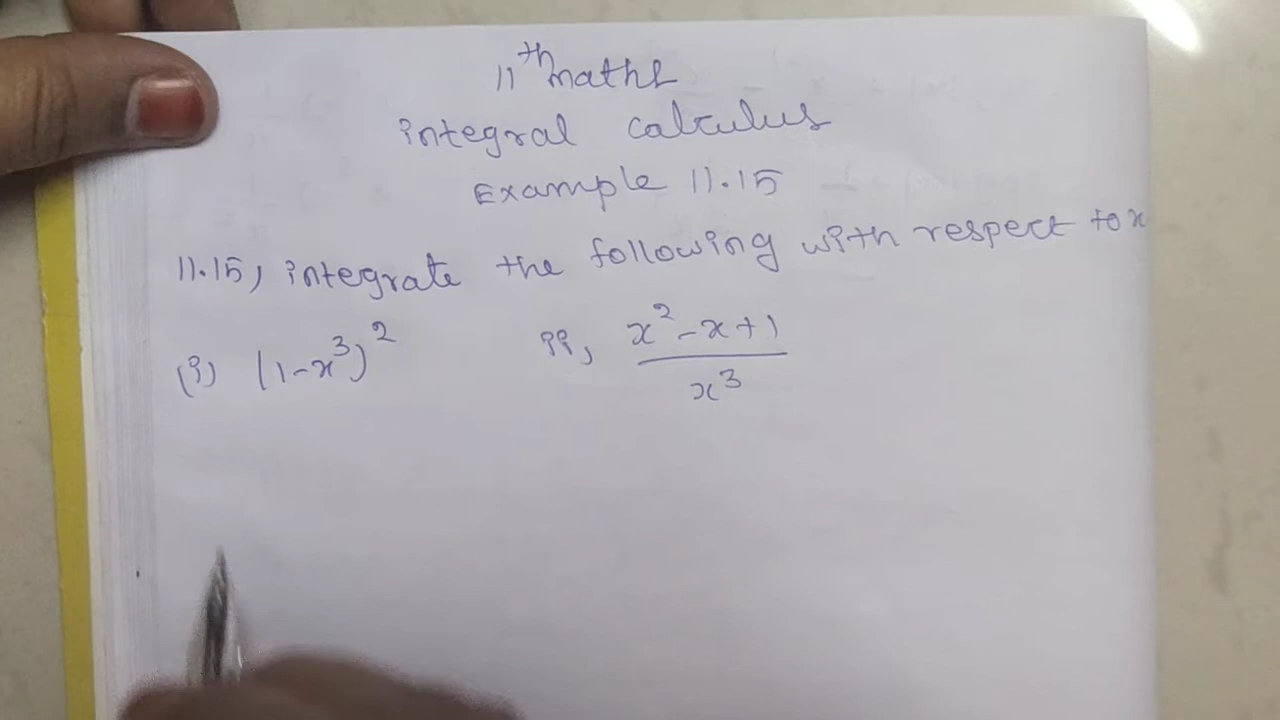 11th maths
integral calculus
Example 11.15
11.15, integrate the following with respect to x
(i) (1-x³)² ii, x²-x+1 / x³